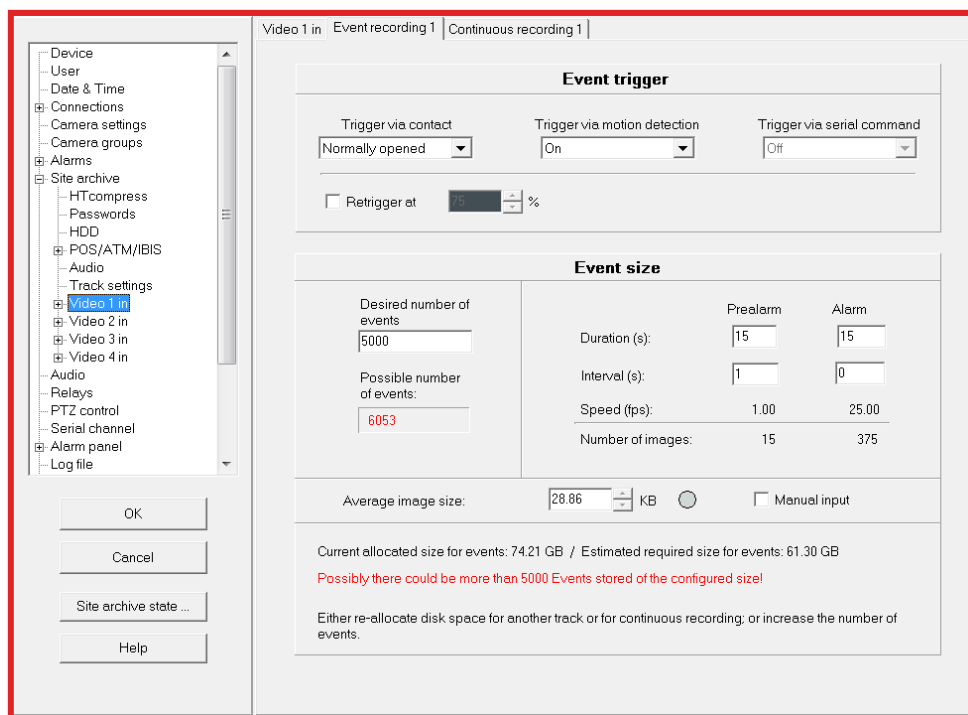 Video 1 in
Event recording 1
Continuous recording 1
Device
User
Date & Time
Connections
Camera settings
Camera groups
Alarms
Site archive
HTcompress
Passwords
HDD
POS/ATM/IBIS
Audio
Track settings
Video 1 in
Video 2 in
Video 3 in
Video 4 in
Audio
Relays
PTZ control
Serial channel
Alarm panel
Log file
OK
Cancel
Site archive state ...
Help
Event trigger
Trigger via contact
Trigger via motion detection
Trigger via serial command
Normally opened
On
Off
Retrigger at 75 %
Event size
Desired number of
events
5000
Possible number
of events:
6053
Prealarm Alarm
Duration (s): 15 15
Interval (s): 1 0
Speed (fps): 1.00 25.00
Number of images: 15 375
Average image size: 28.86 KB Manual input
Current allocated size for events: 74.21 GB / Estimated required size for events: 61.30 GB
Possibly there could be more than 5000 Events stored of the configured size!
Either re-allocate disk space for another track or for continuous recording; or increase the number of
events.